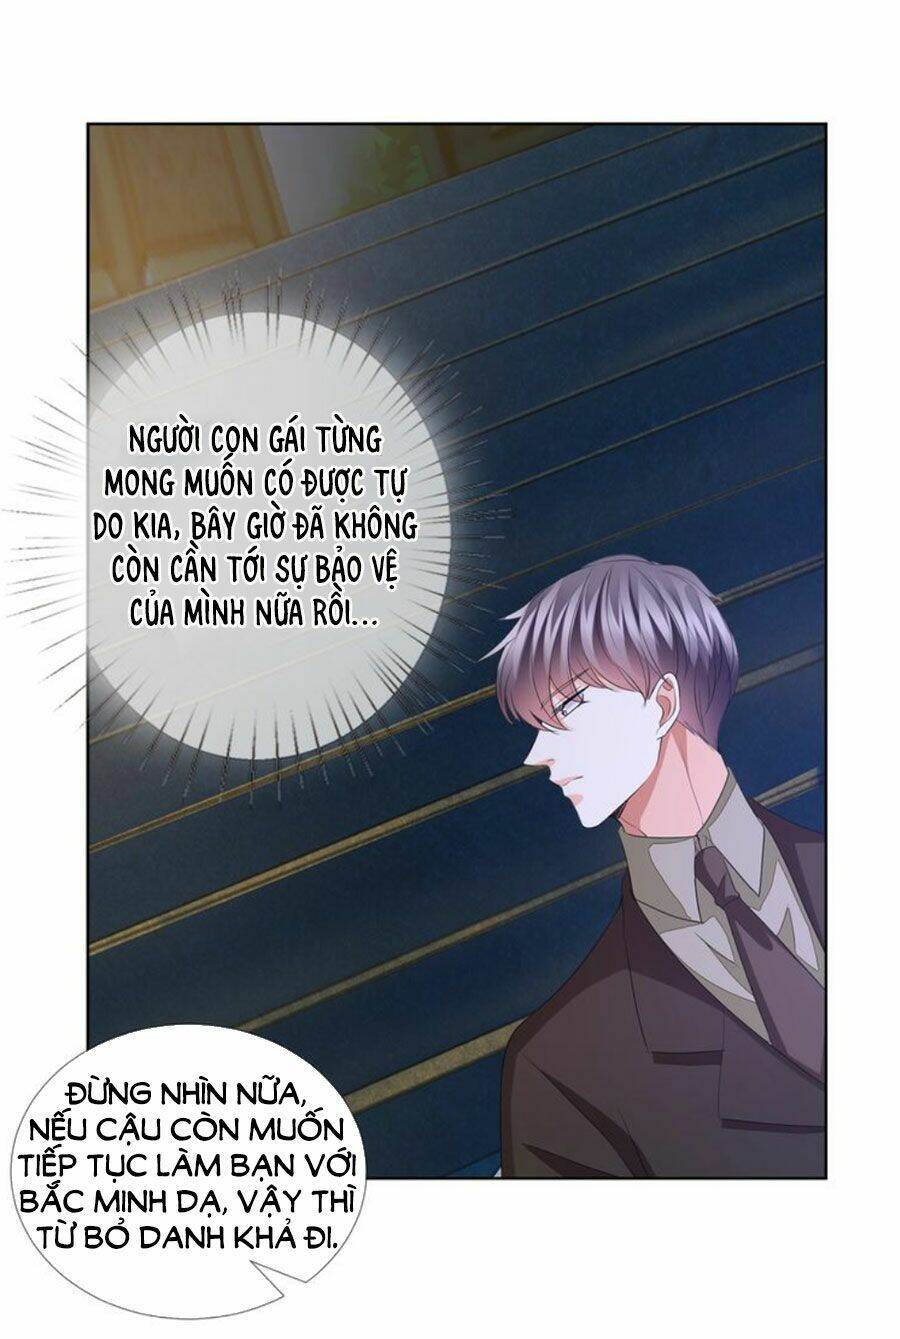 NGƯỜI CON GÁI TỪNG
MONG MUỐN CÓ ĐƯỢC TỰ
DO KIA, BÂY GIỜ ĐÃ KHÔNG
CÒN CẦN TỚI SỰ BẢO VỆ
CỦA MÌNH NỮA RỒI...
ĐỪNG NHÌN NỮA,
NẾU CẬU CÒN MUỐN
TIẾP TỤC LÀM BẠN VỚI
BẮC MINH DẠ, VẬY THÌ
TỪ BỎ DANH KHẢ ĐI.